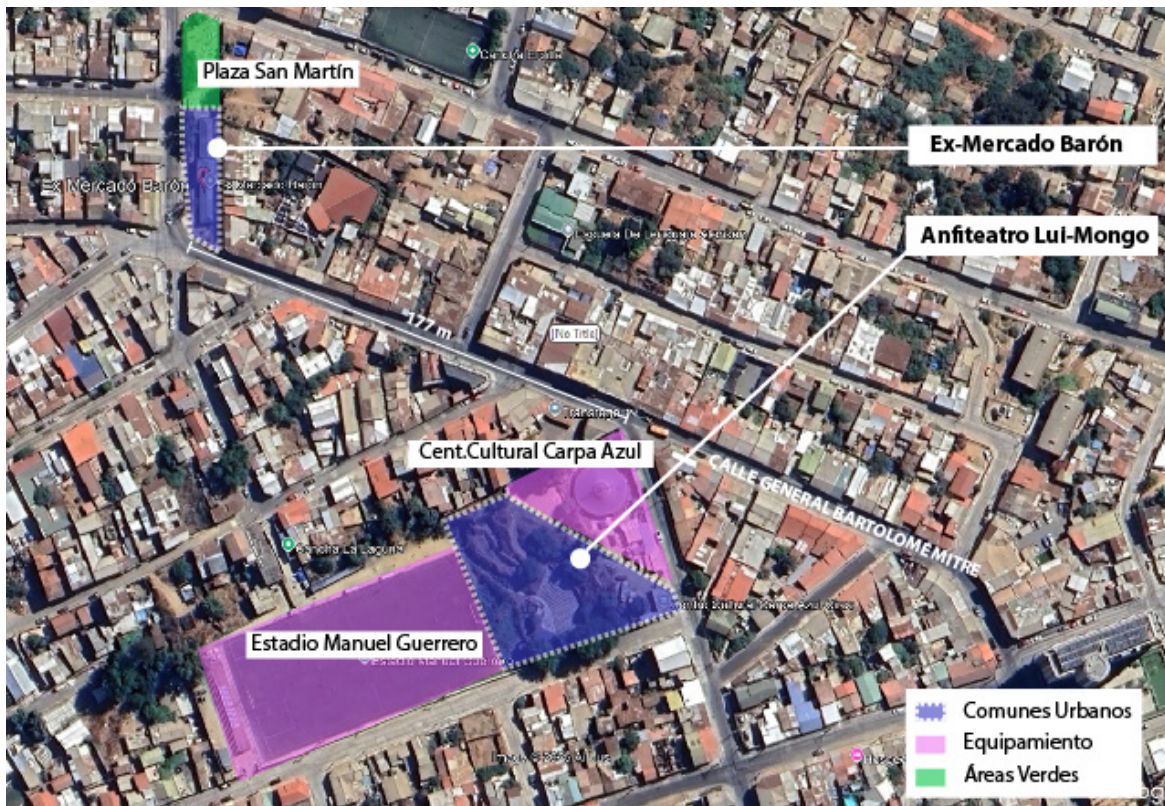 Plaza San Martín
Ex-Mercado Barón
Ex Mercado Barón
Anfiteatro Lui-Mongo
177 m
[No Title]
Cent.Cultural Carpa Azul
CALLE GENERAL BARTOLOME MITRE
Cancha La Laguna
Estadio Manuel Guerrero
Comunes Urbanos
Equipamiento
Áreas Verdes